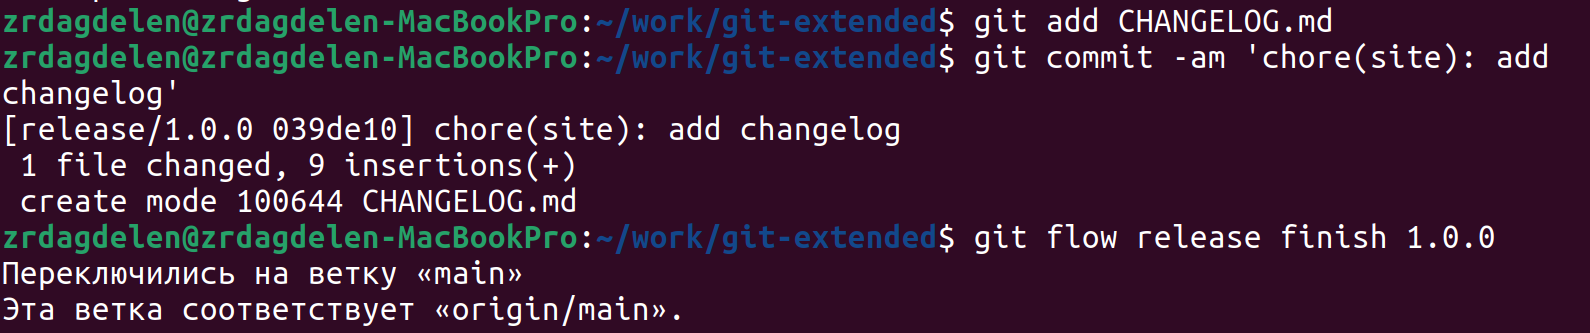 zrdagdelen@zrdagdelen-MacBookPro:~/work/git-extended$ git add CHANGELOG.md
zrdagdelen@zrdagdelen-MacBookPro:~/work/git-extended$ git commit -am 'chore(site): add
changelog'
[release/1.0.0 039de10] chore(site): add changelog
 1 file changed, 9 insertions(+)
 create mode 100644 CHANGELOG.md
zrdagdelen@zrdagdelen-MacBookPro:~/work/git-extended$ git flow release finish 1.0.0
Переключились на ветку «main»
Эта ветка соответствует «origin/main».